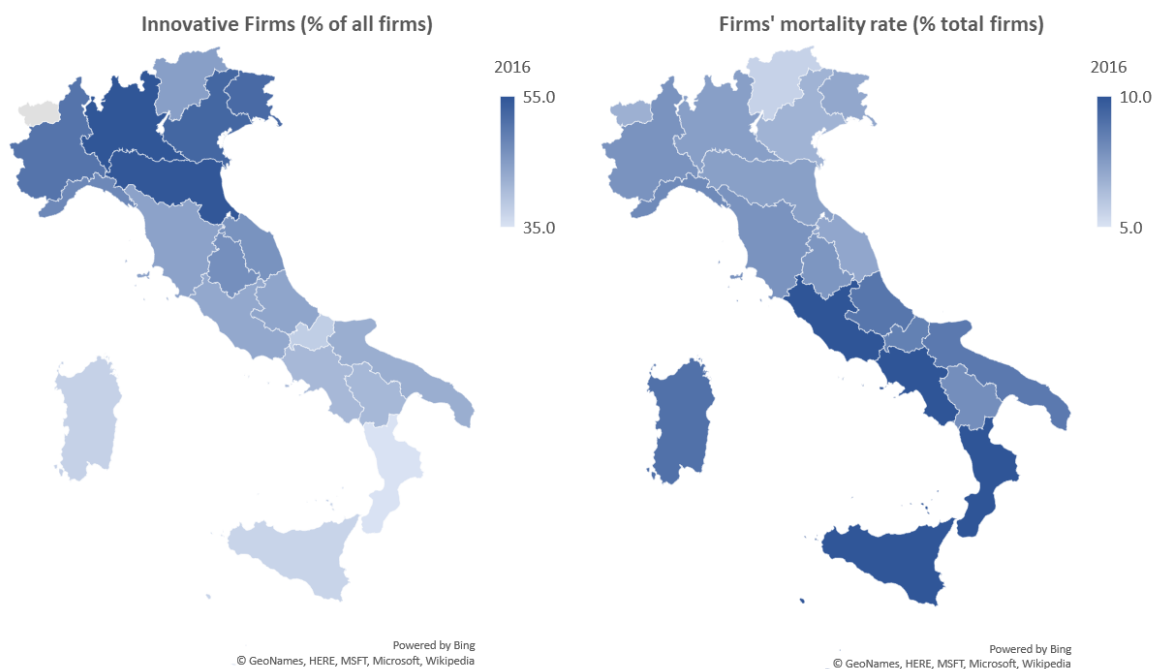 Innovative Firms (% of all firms)
2016
55.0
35.0
Powered by Bing
© GeoNames, HERE, MSFT, Microsoft, Wikipedia
Firms' mortality rate (% total firms)
2016
10.0
5.0
Powered by Bing
© GeoNames, HERE, MSFT, Microsoft, Wikipedia